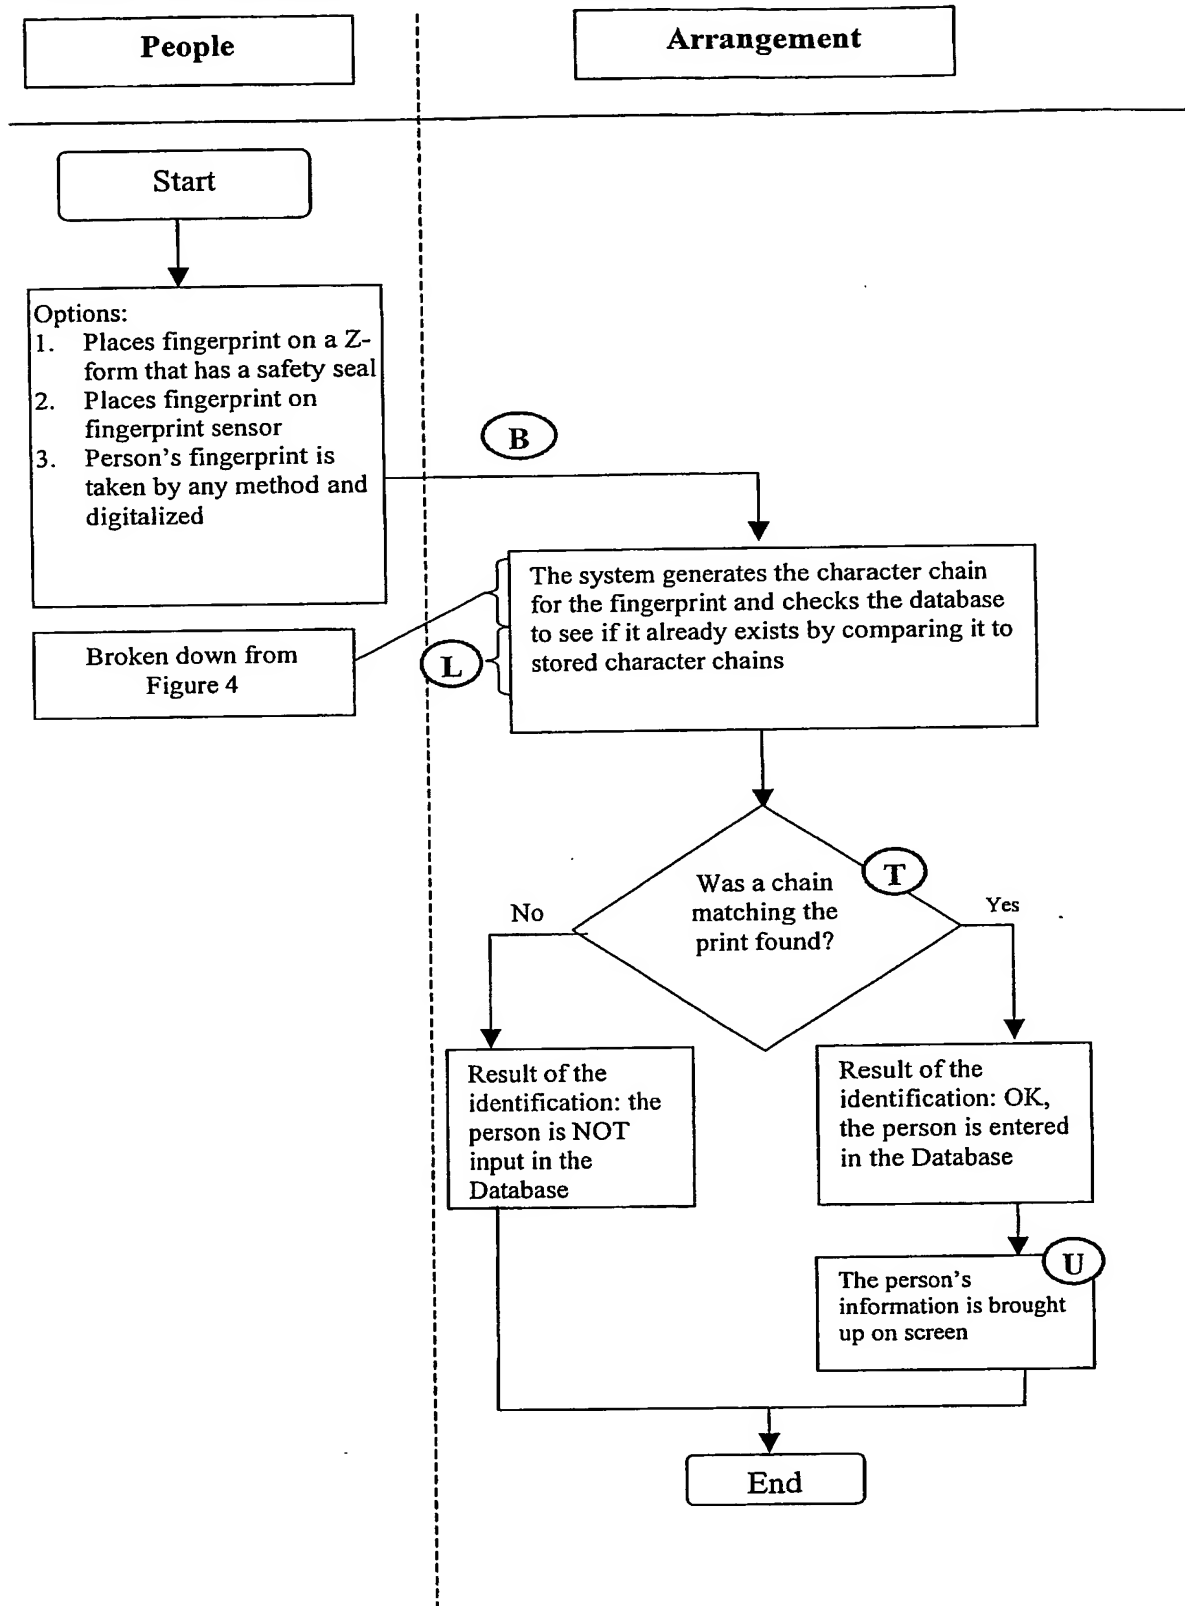 People
Arrangement
Start
Options:
1. Places fingerprint on a Z-
form that has a safety seal
2. Places fingerprint on
fingerprint sensor
3. Person's fingerprint is
taken by any method and
digitalized
B
The system generates the character chain
for the fingerprint and checks the database
to see if it already exists by comparing it to
stored character chains
Broken down from
Figure 4
L
T
Was a chain
matching the
print found?
No
Yes
Result of the
identification: the
person is NOT
input in the
Database
Result of the
identification: OK,
the person is entered
in the Database
U
The person's
information is brought
up on screen
End